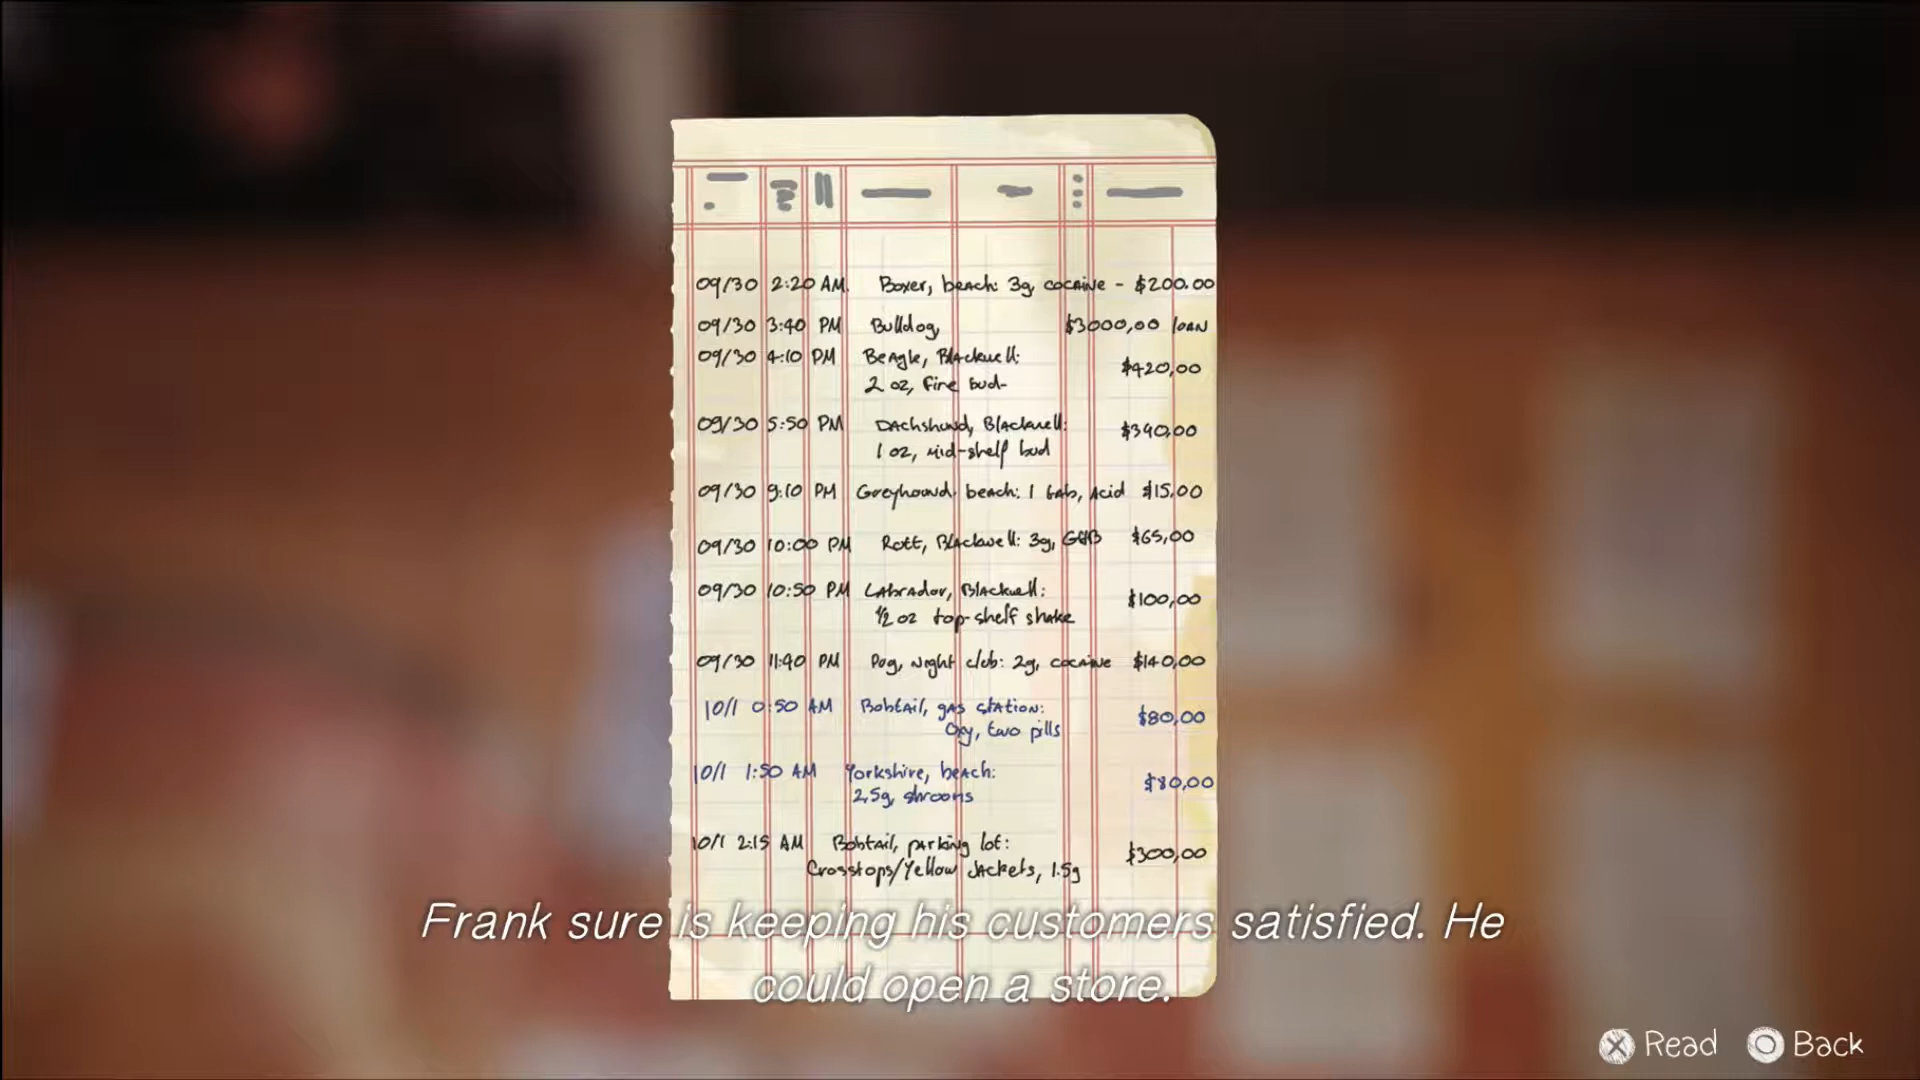 09/30 2:20 AM. Boxer, beach: 3g, cocaine - $200.00
09/30 3:40 PM Bulldog, $3000,00 loan
09/30 4:10 PM Beagle, Blackwell:
2 oz, fine bud- $420,00
09/30 5:50 PM Dachshund, Blackwell: $390,00
1 oz, mid-shelf bud
09/30 9:10 PM Greyhound, beach: 1 tab, acid $15,00
09/30 10:00 PM Rott, Blackwell: 3g, GHB $65,00
09/30 10:50 PM Labrador, Blackwell: $100,00
1/2 oz top-shelf shake
09/30 11:40 PM Pug, night club: 2g, cocaine $140,00
10/1 0:50 AM Bobtail, gas station: $80,00
Oxy, two pills
10/1 1:50 AM Yorkshire, beach: $80,00
2,5g, shrooms
10/1 2:15 AM Bobtail, parking lot: $300,00
Crosstops/Yellow Jackets, 1.5g
Frank sure is keeping his customers satisfied. He
could open a store.
Read Back